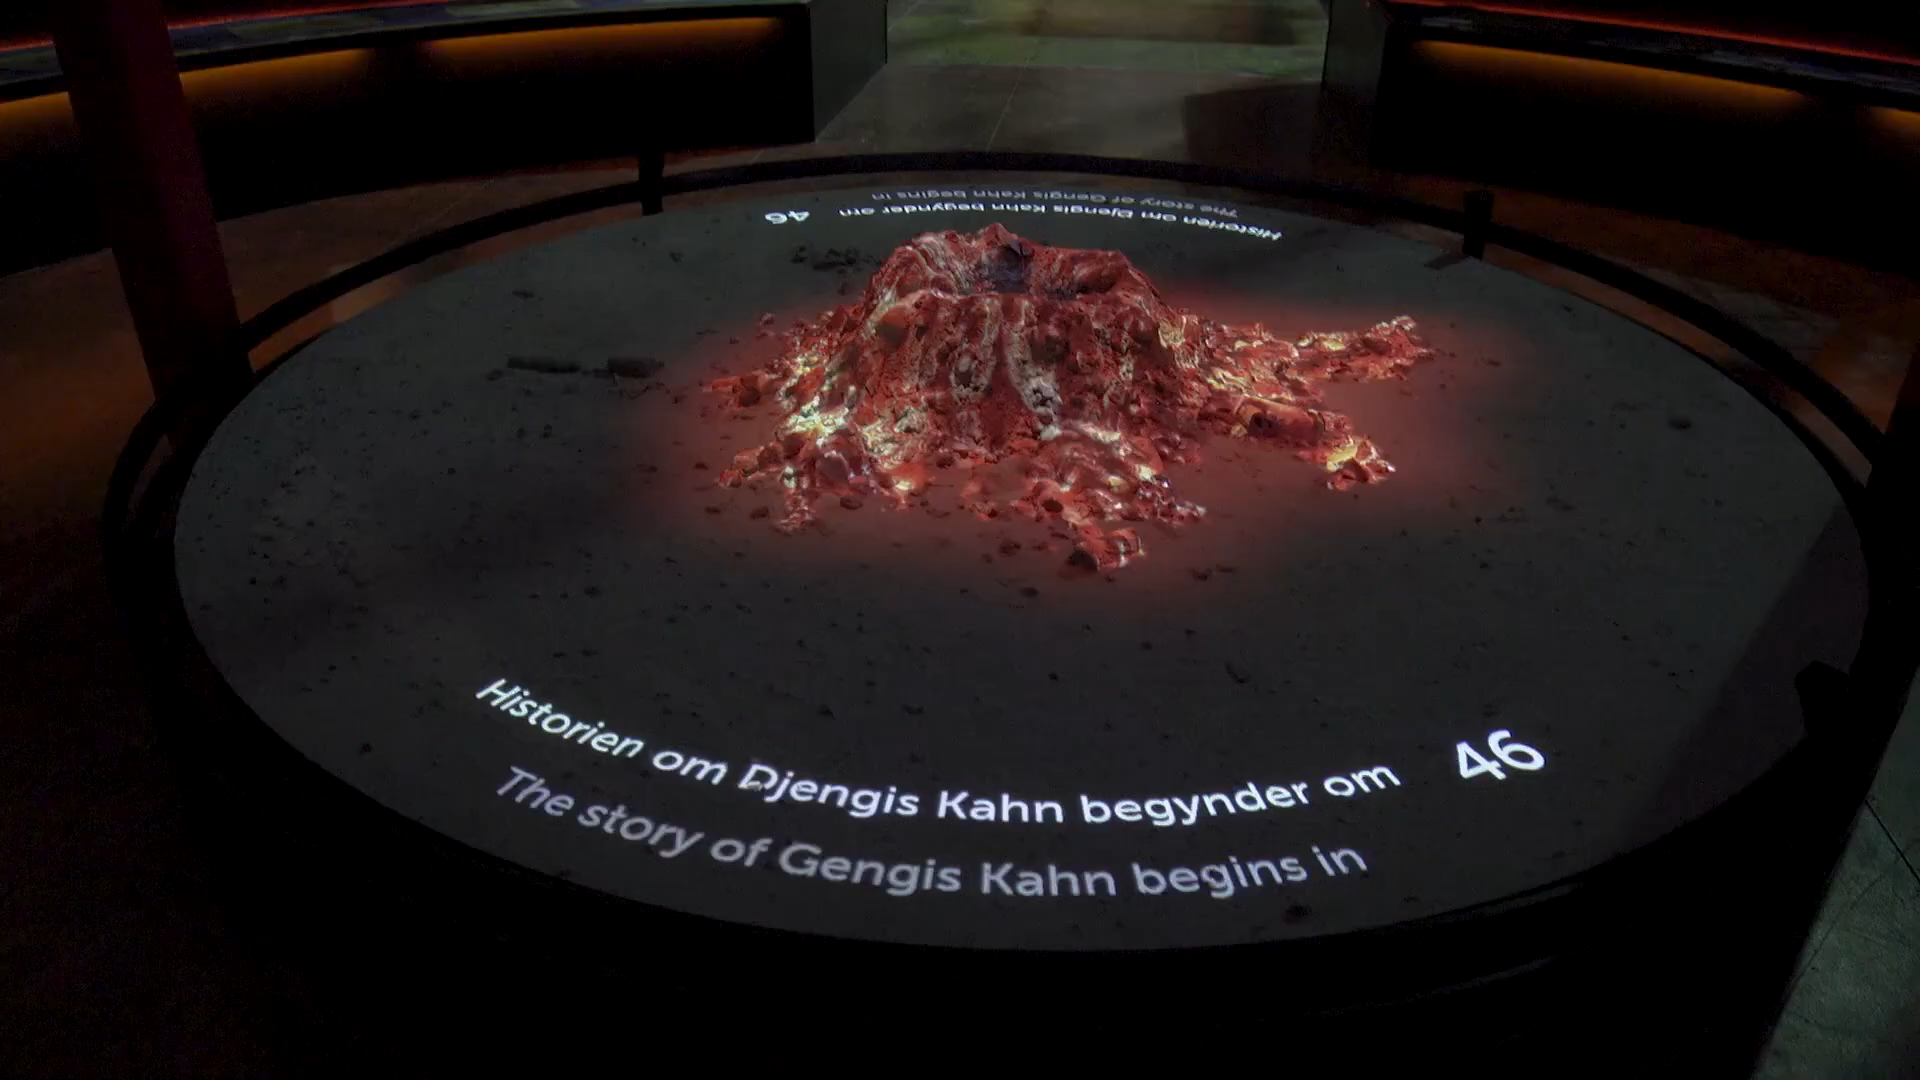 The story of Gengis Kahn begins in
Historien om Djengis Kahn begynder om 46
Historien om Djengis Kahn begynder om 46
The story of Gengis Kahn begins in